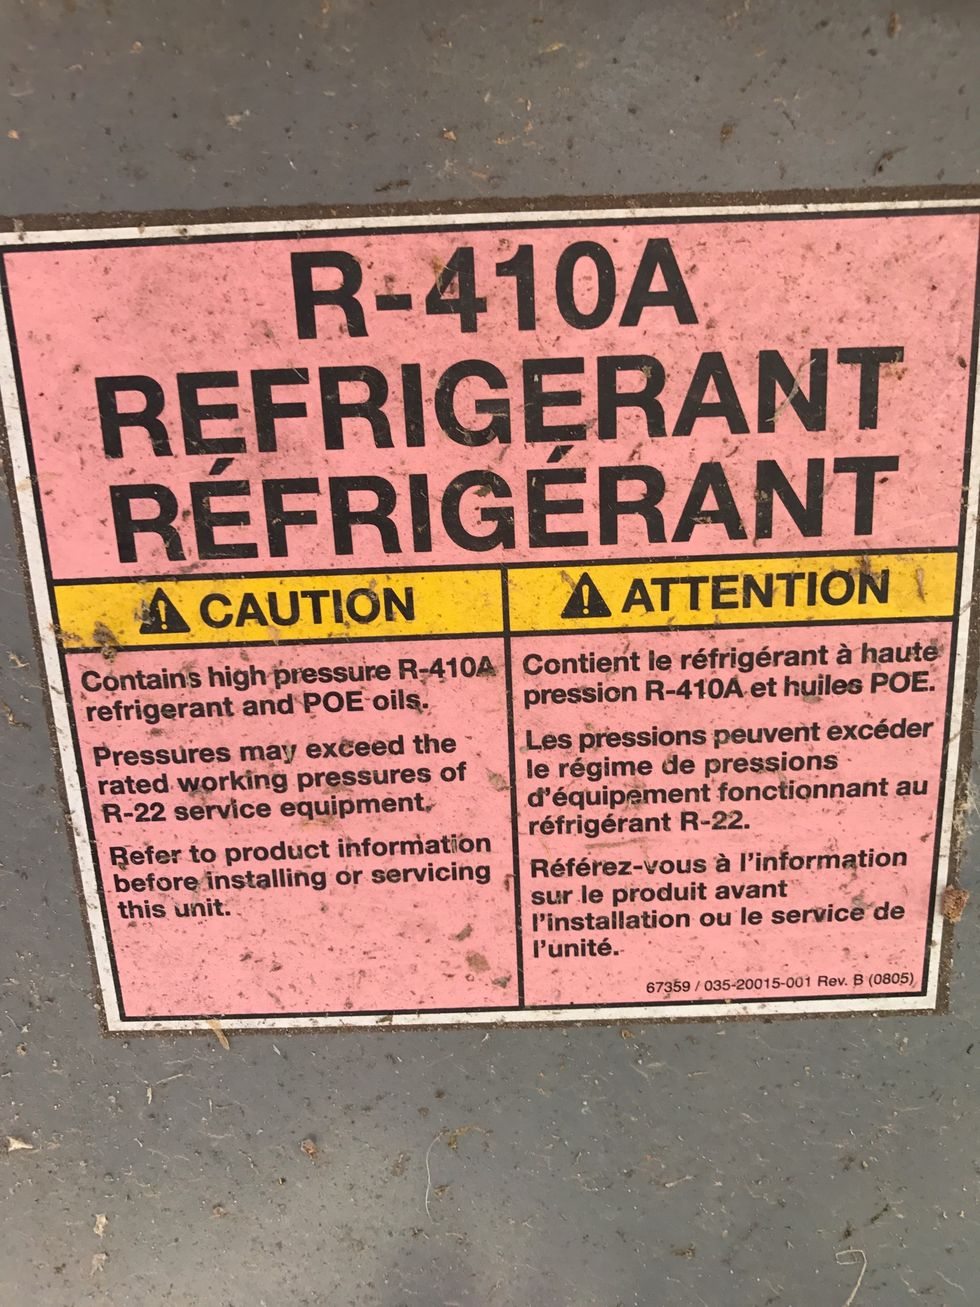 R-410A
REFRIGERANT
RÉFRIGÉRANT
CAUTION
Contains high pressure R-410A
refrigerant and POE oils.
Pressures may exceed the
rated working pressures of
R-22 service equipment.
Refer to product information
before installing or servicing
this unit.
ATTENTION
Contient le réfrigérant à haute
pression R-410A et huiles POE.
Les pressions peuvent excéder
le régime de pressions
d'équipement fonctionnant au
réfrigérant R-22.
Référez-vous à l'information
sur le produit avant
l'installation ou le service de
l'unité.
67359 / 035-20015-001 Rev. B (0805)